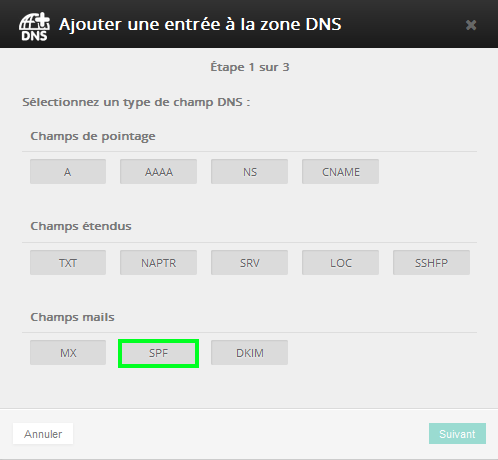 DNS
Ajouter une entrée à la zone DNS
Étape 1 sur 3
Sélectionnez un type de champ DNS :
Champs de pointage
A AAAA NS CNAME
Champs étendus
TXT NAPTR SRV LOC SSHFP
Champs mails
MX SPF DKIM
Annuler Suivant